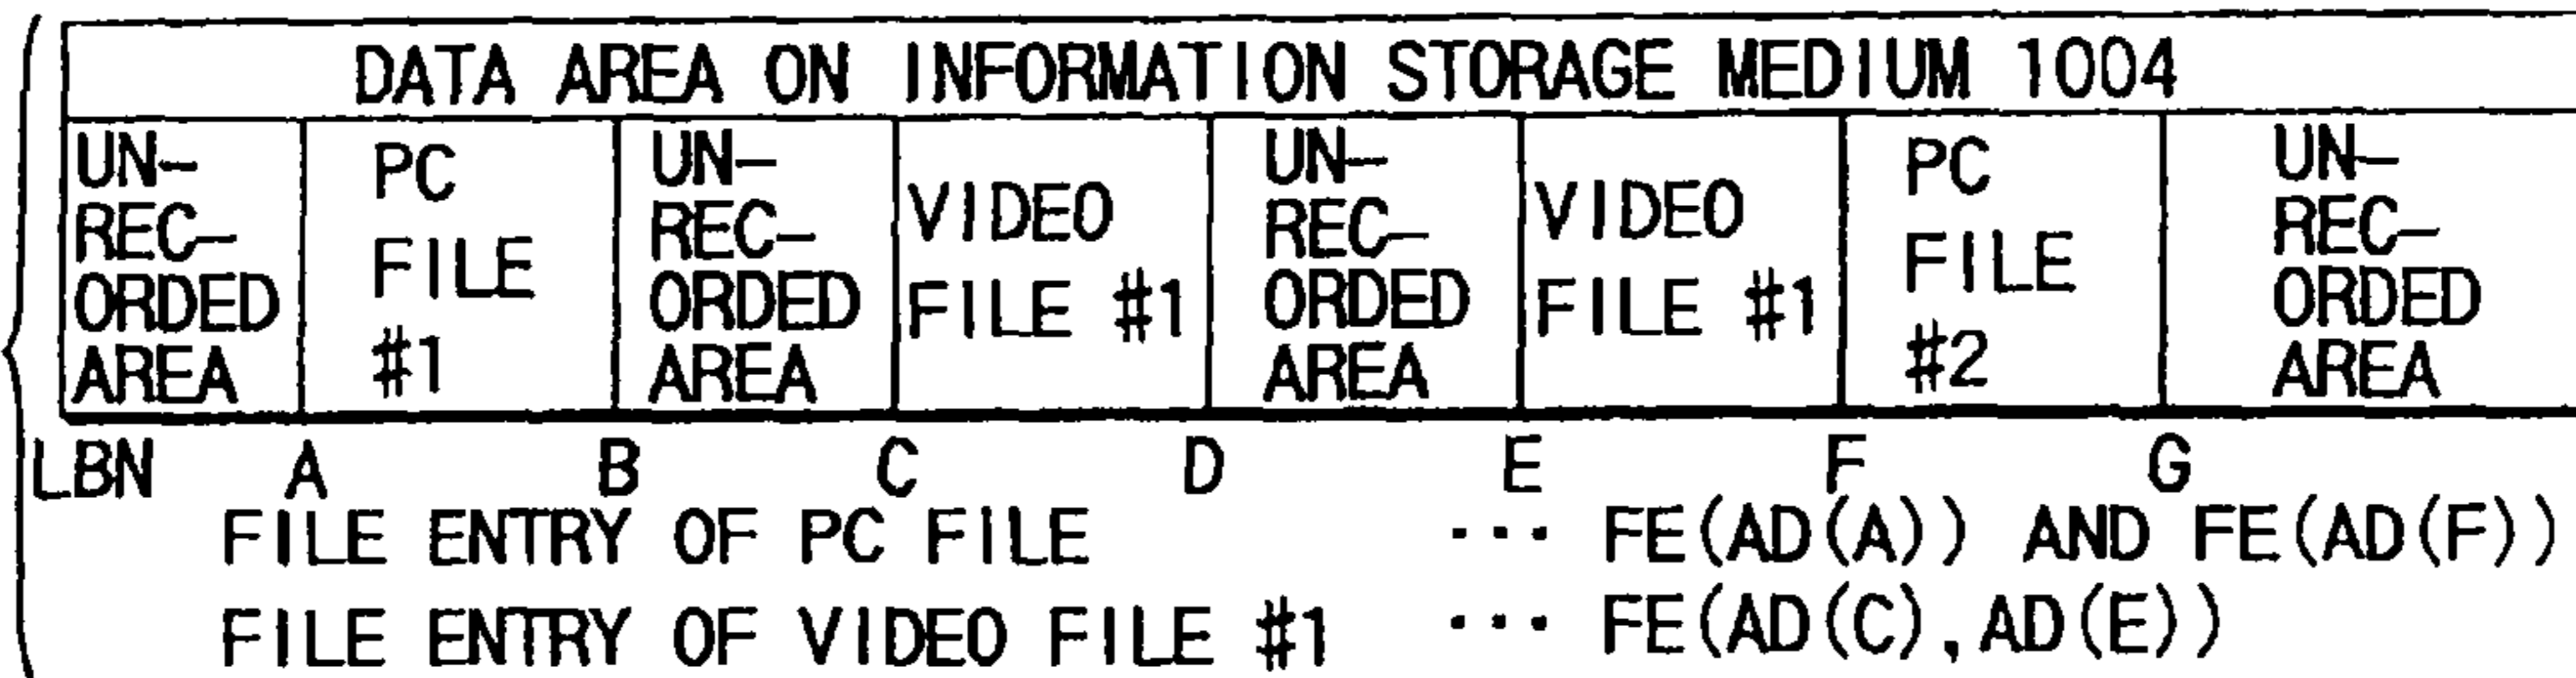 DATA AREA ON INFORMATION STORAGE MEDIUM 1004
UN-
REC-
ORDED
AREA
PC
FILE
#1
UN-
REC-
ORDED
AREA
VIDEO
FILE #1
UN-
REC-
ORDED
AREA
VIDEO
FILE #1
PC
FILE
#2
UN-
REC-
ORDED
AREA
LBN A B C D E F G
FILE ENTRY OF PC FILE ··· FE(AD(A)) AND FE(AD(F))
FILE ENTRY OF VIDEO FILE #1 ··· FE(AD(C),AD(E))